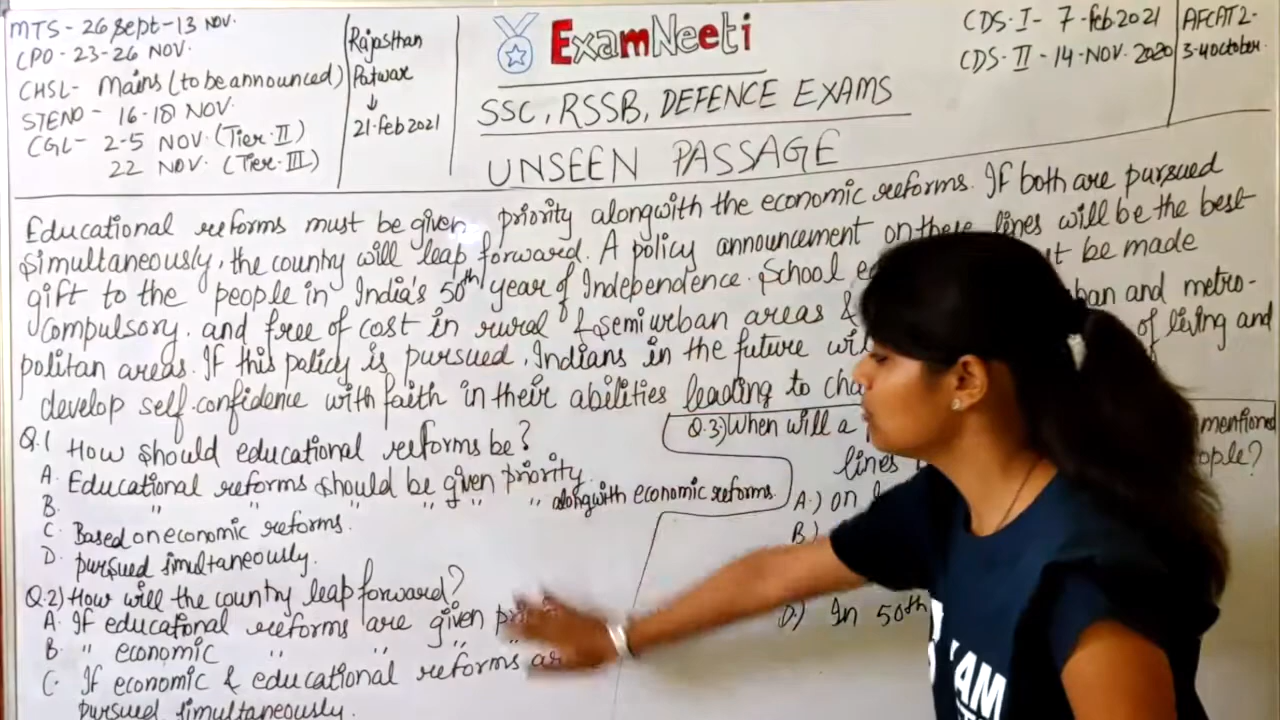 MTS - 26 Sept - 13 NOV.
CPO - 23-26 NOV.
CHSL - Mains (to be announced)
STENO - 16-18 NOV.
CGL - 2-5 NOV. (Tier-II)
22 NOV. (Tier-III)
Rajasthan
Patwar
↓
21-Feb 2021
ExamNeeti
SSC, RSSB, DEFENCE EXAMS
UNSEEN PASSAGE
CDS-I - 7-Feb 2021
CDS-II - 14-NOV-2020
AFCAT 2-
3-4 october.
Educational reforms must be given priority alongwith the economic reforms. If both are pursued
simultaneously, the country will leap forward. A policy announcement on these lines will be the best
gift to the people in India's 50th year of Independence. School be made
compulsory. and free of cost in rural & semi urban areas & and metro-
politan areas. If this policy is pursued, Indians in the future of living and
develop self-confidence with faith in their abilities leading to
Q.1 How should educational reforms be?
A. Educational reforms should be given priority.
B. " " " " " alongwith economic reforms.
C. Based on economic reforms.
D. pursued simultaneously.
Q.2) How will the country leap forward?
A. If educational reforms are given
B. " economic " " " "
C. If economic & educational reforms
pursued simultaneously.
Q.3:) When will a mentioned
lines
A.) on
B.)
D.) In 50th
I AM